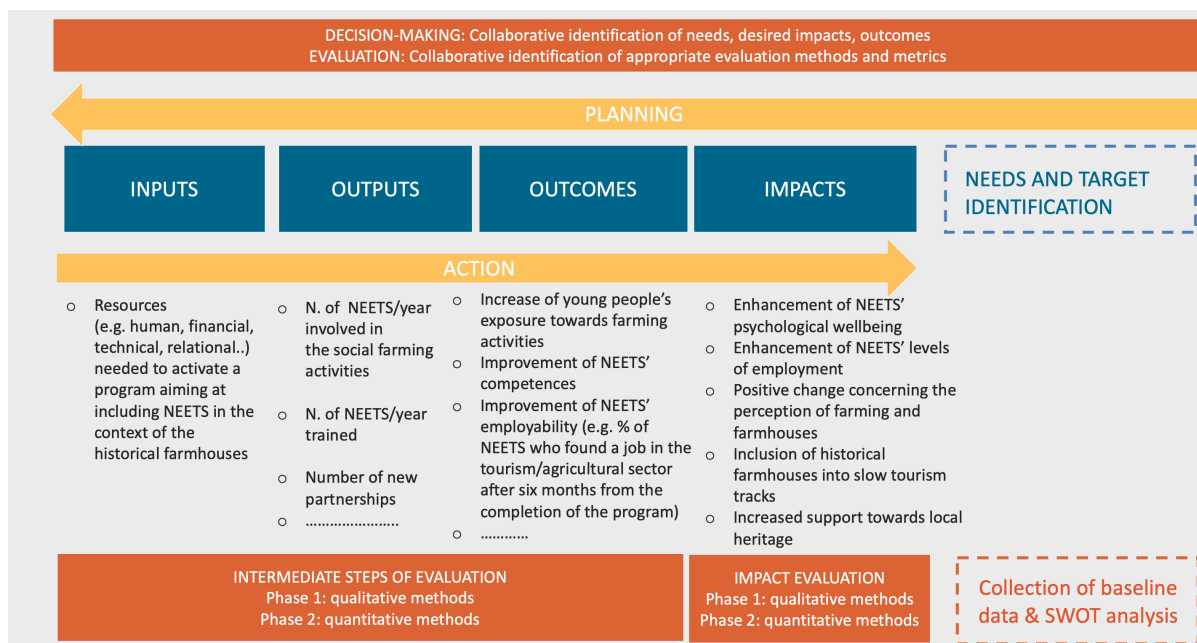 DECISION-MAKING: Collaborative identification of needs, desired impacts, outcomes
EVALUATION: Collaborative identification of appropriate evaluation methods and metrics
PLANNING
INPUTS
OUTPUTS
OUTCOMES
IMPACTS
NEEDS AND TARGET
IDENTIFICATION
ACTION
○ Resources
(e.g. human, financial,
technical, relational..)
needed to activate a
program aiming at
including NEETS in the
context of the
historical farmhouses
○ N. of NEETS/year
involved in
the social farming
activities
○ N. of NEETS/year
trained
○ Number of new
partnerships
○ …………………..
○ Increase of young people's
exposure towards farming
activities
○ Improvement of NEETS'
competences
○ Improvement of NEETS'
employability (e.g. % of
NEETS who found a job in the
tourism/agricultural sector
after six months from the
completion of the program)
○ …………
○ Enhancement of NEETS'
psychological wellbeing
○ Enhancement of NEETS' levels
of employment
○ Positive change concerning the
perception of farming and
farmhouses
○ Inclusion of historical
farmhouses into slow tourism
tracks
○ Increased support towards local
heritage
INTERMEDIATE STEPS OF EVALUATION
Phase 1: qualitative methods
Phase 2: quantitative methods
IMPACT EVALUATION
Phase 1: qualitative methods
Phase 2: quantitative methods
Collection of baseline
data & SWOT analysis